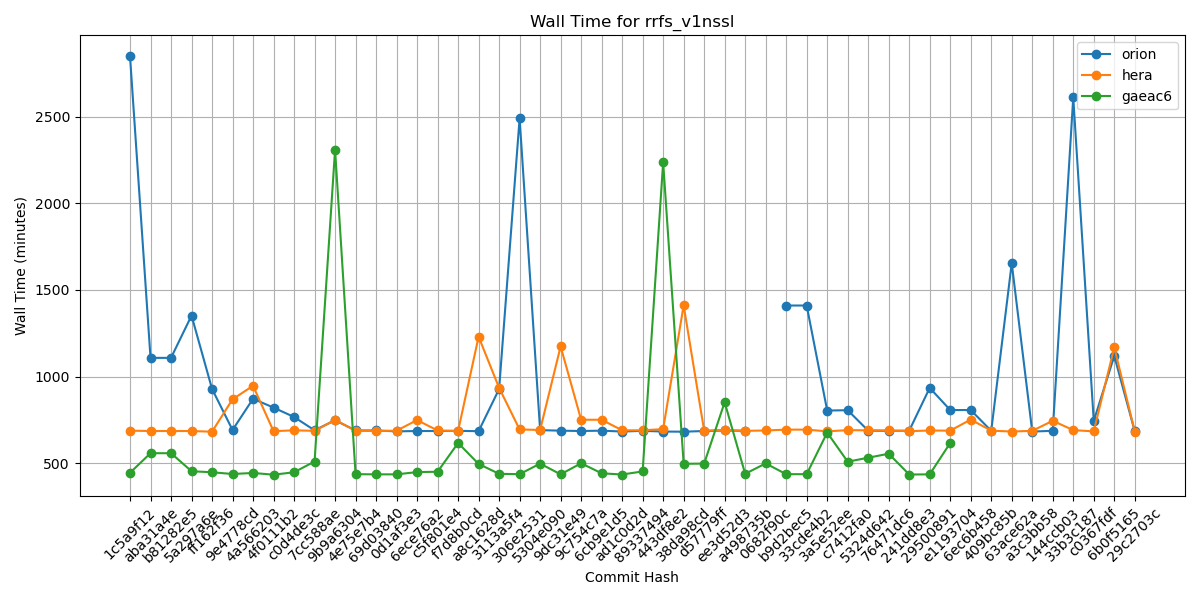 Wall Time for rrfs_v1nssl
orion
hera
gaeac6
Wall Time (minutes)
2500
2000
1500
1000
500
1c5a9f12
aba31a4e
b81282e5
5a297a6e
ff162f36
9e4778cd
4a566203
4f0111b2
c0d4de3c
7cc588ae
9b9a6304
4e75e7b4
69d03840
0d1af3e3
6ece76a2
c5f801e4
f7d8b0cd
a8c1628d
3113a5f4
306e2531
5304e090
9dc31e49
9c754c7a
6cb9e1d5
ad1c0d2d
89337494
443df8e2
38da98cd
d57779ff
ee3d52d3
a498735b
0682f90c
b9d2bec5
33cde4b2
3a5e52ee
c7412fa0
5324d642
76471dc6
241dd8e3
29500891
e1193704
6ec6b458
409bc85b
63ace62a
a3c3bb58
144ccb03
33b3c187
c0367fdf
6b0f5165
29c2703c
Commit Hash